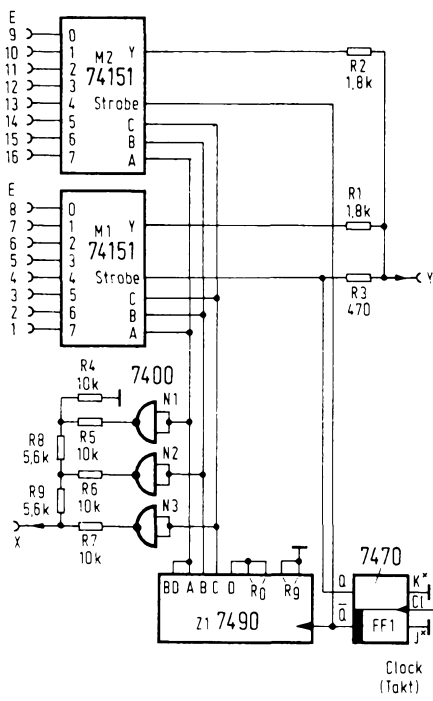 E
9 0
10 1 M2 Y
11 2 74151
12 3
13 4 Strobe
14 5 C
15 6 B
16 7 A
R2
1,8k
E
8 0
7 1 M1 Y
6 2 74151
5 3
4 4 Strobe
3 5 C
2 6 B
1 7 A
R1
1,8k
R3
470
Y
R4
10k
7400
N1
R5
10k
R8
5,6k
N2
R6
10k
R9
5,6k
N3
R7
10k
X
BD A B C D R0 R9
Z1 7490
7470
Q K*
Cl
Q̅ FF1 J*
Clock
(Takt)